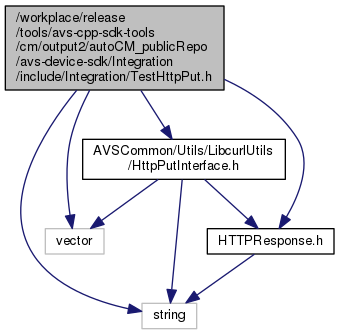 /workplace/release
/tools/avs-cpp-sdk-tools
/cm/output2/autoCM_publicRepo
/avs-device-sdk/Integration
/include/Integration/TestHttpPut.h
AVSCommon/Utils/LibcurlUtils
/HttpPutInterface.h
vector
HTTPResponse.h
string